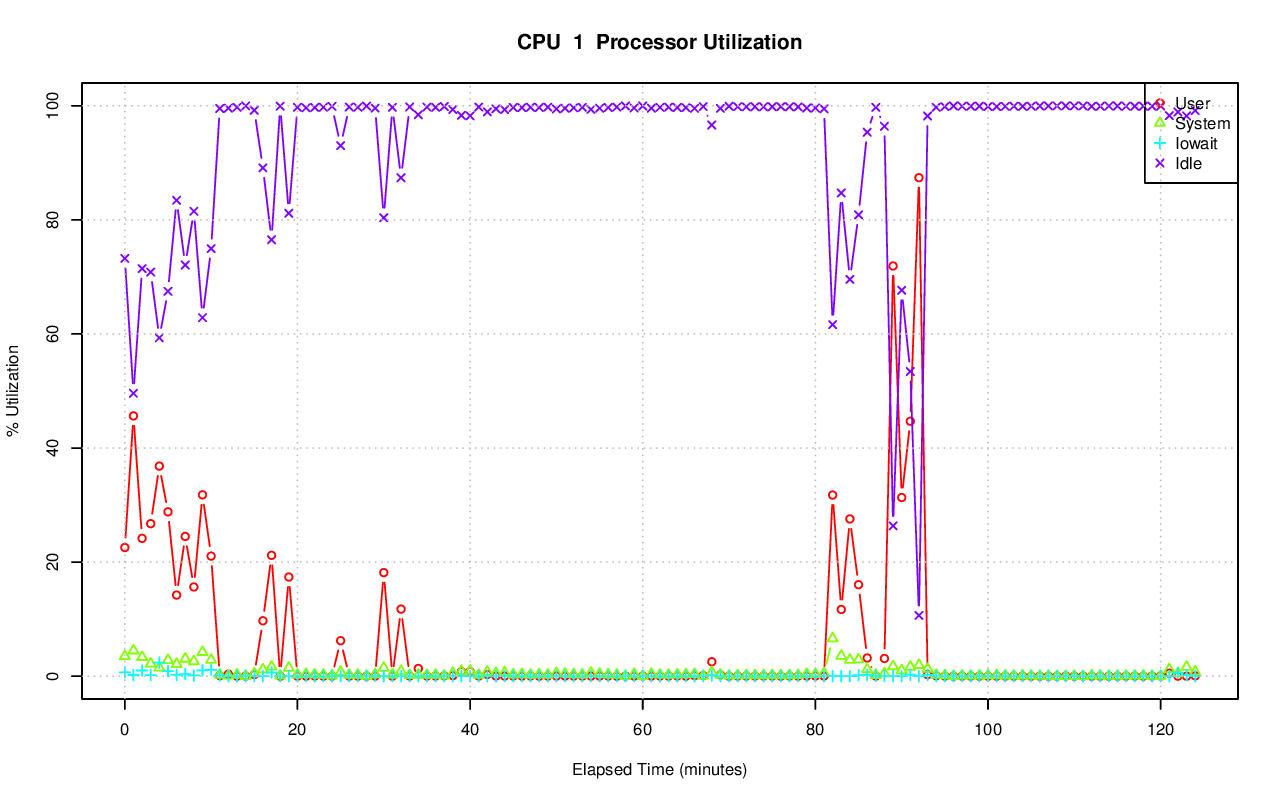 CPU  1  Processor Utilization
100
80
60
40
20
0
% Utilization
User
System
Iowait
Idle
0 20 40 60 80 100 120
Elapsed Time (minutes)